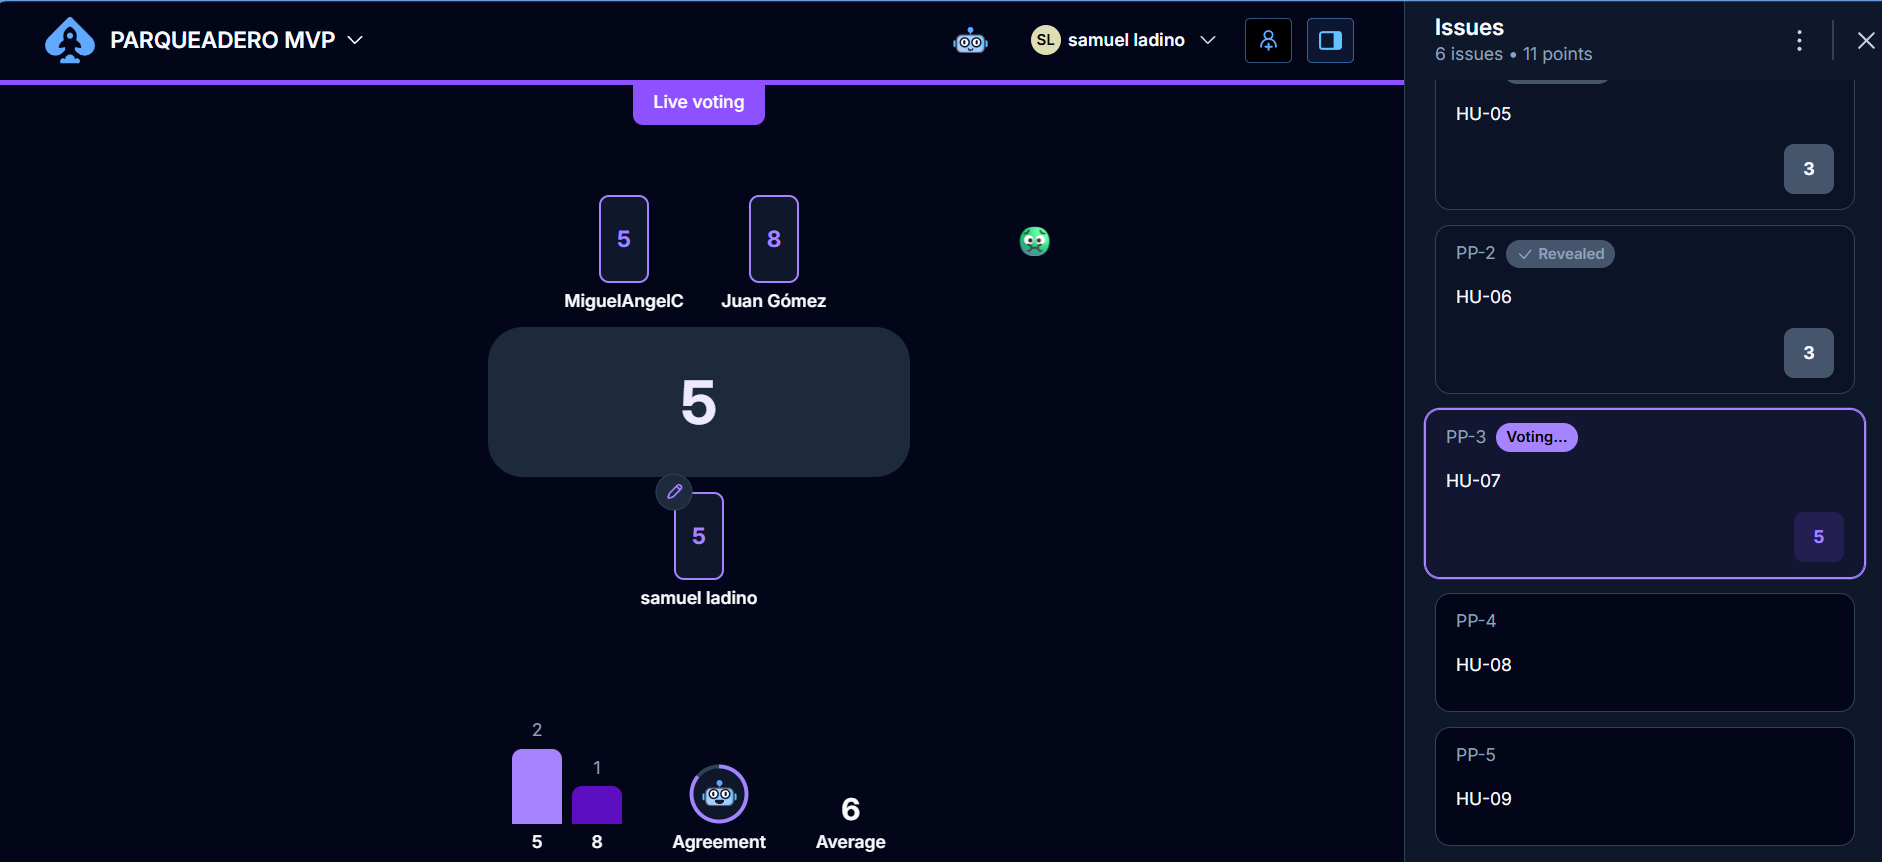 PARQUEADERO MVP
SL samuel ladino
Live voting
5
8
MiguelAngelC
Juan Gómez
5
5
samuel ladino
2
1
5
8
Agreement
6
Average
Issues
6 issues • 11 points
HU-05
3
PP-2
Revealed
HU-06
3
PP-3
Voting...
HU-07
5
PP-4
HU-08
PP-5
HU-09